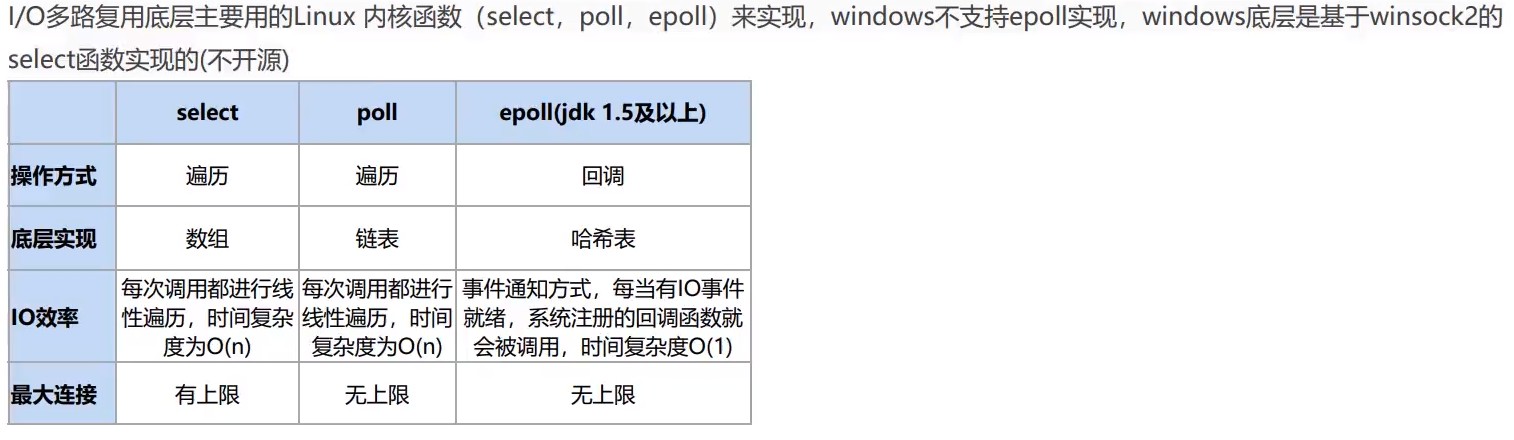 I/O多路复用底层主要用的Linux 内核函数（select，poll，epoll）来实现，windows不支持epoll实现，windows底层是基于winsock2的
select函数实现的(不开源)
select poll epoll(jdk 1.5及以上)
操作方式 遍历 遍历 回调
底层实现 数组 链表 哈希表
IO效率
每次调用都进行线
性遍历，时间复杂
度为O(n)
每次调用都进行
线性遍历，时间
复杂度为O(n)
事件通知方式，每当有IO事件
就绪，系统注册的回调函数就
会被调用，时间复杂度O(1)
最大连接 有上限 无上限 无上限